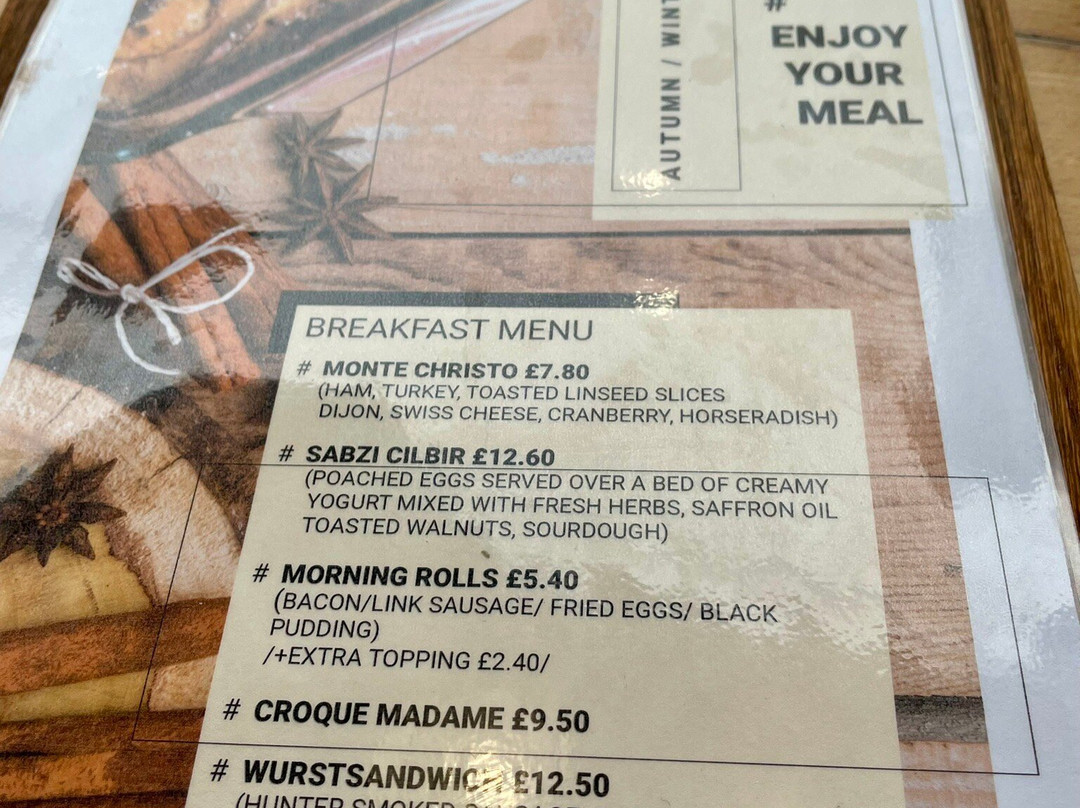 AUTUMN /
#
ENJOY
YOUR
MEAL
BREAKFAST MENU
# MONTE CHRISTO £7.80
(HAM, TURKEY, TOASTED LINSEED SLICES
DIJON, SWISS CHEESE, CRANBERRY, HORSERADISH)
# SABZI CILBIR £12.60
(POACHED EGGS SERVED OVER A BED OF CREAMY
YOGURT MIXED WITH FRESH HERBS, SAFFRON OIL
TOASTED WALNUTS, SOURDOUGH)
# MORNING ROLLS £5.40
(BACON/LINK SAUSAGE/ FRIED EGGS/ BLACK
PUDDING)
/+EXTRA TOPPING £2.40/
# CROQUE MADAME £9.50
# WURSTSANDWICH £12.50
(HUNTER SMOKED